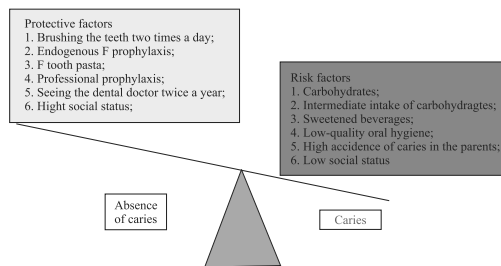 Protective factors
1. Brushing the teeth two times a day;
2. Endogenous F prophylaxis;
3. F tooth pasta;
4. Professional prophylaxis;
5. Seeing the dental doctor twice a year;
6. Hight social status;
Risk factors
1. Carbohydrates;
2. Intermediate intake of carbohydragtes;
3. Sweetened beverages;
4. Low-quality oral hygiene;
5. High accidence of caries in the parents;
6. Low social status
Absence
of caries
Caries